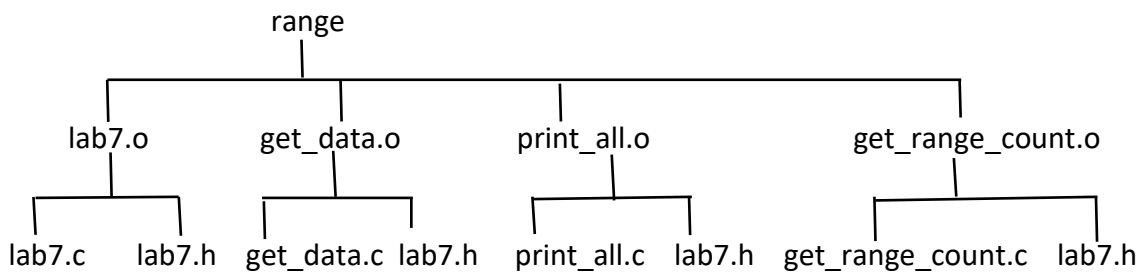 range
lab7.o get_data.o print_all.o get_range_count.o
lab7.c lab7.h get_data.c lab7.h print_all.c lab7.h get_range_count.c lab7.h